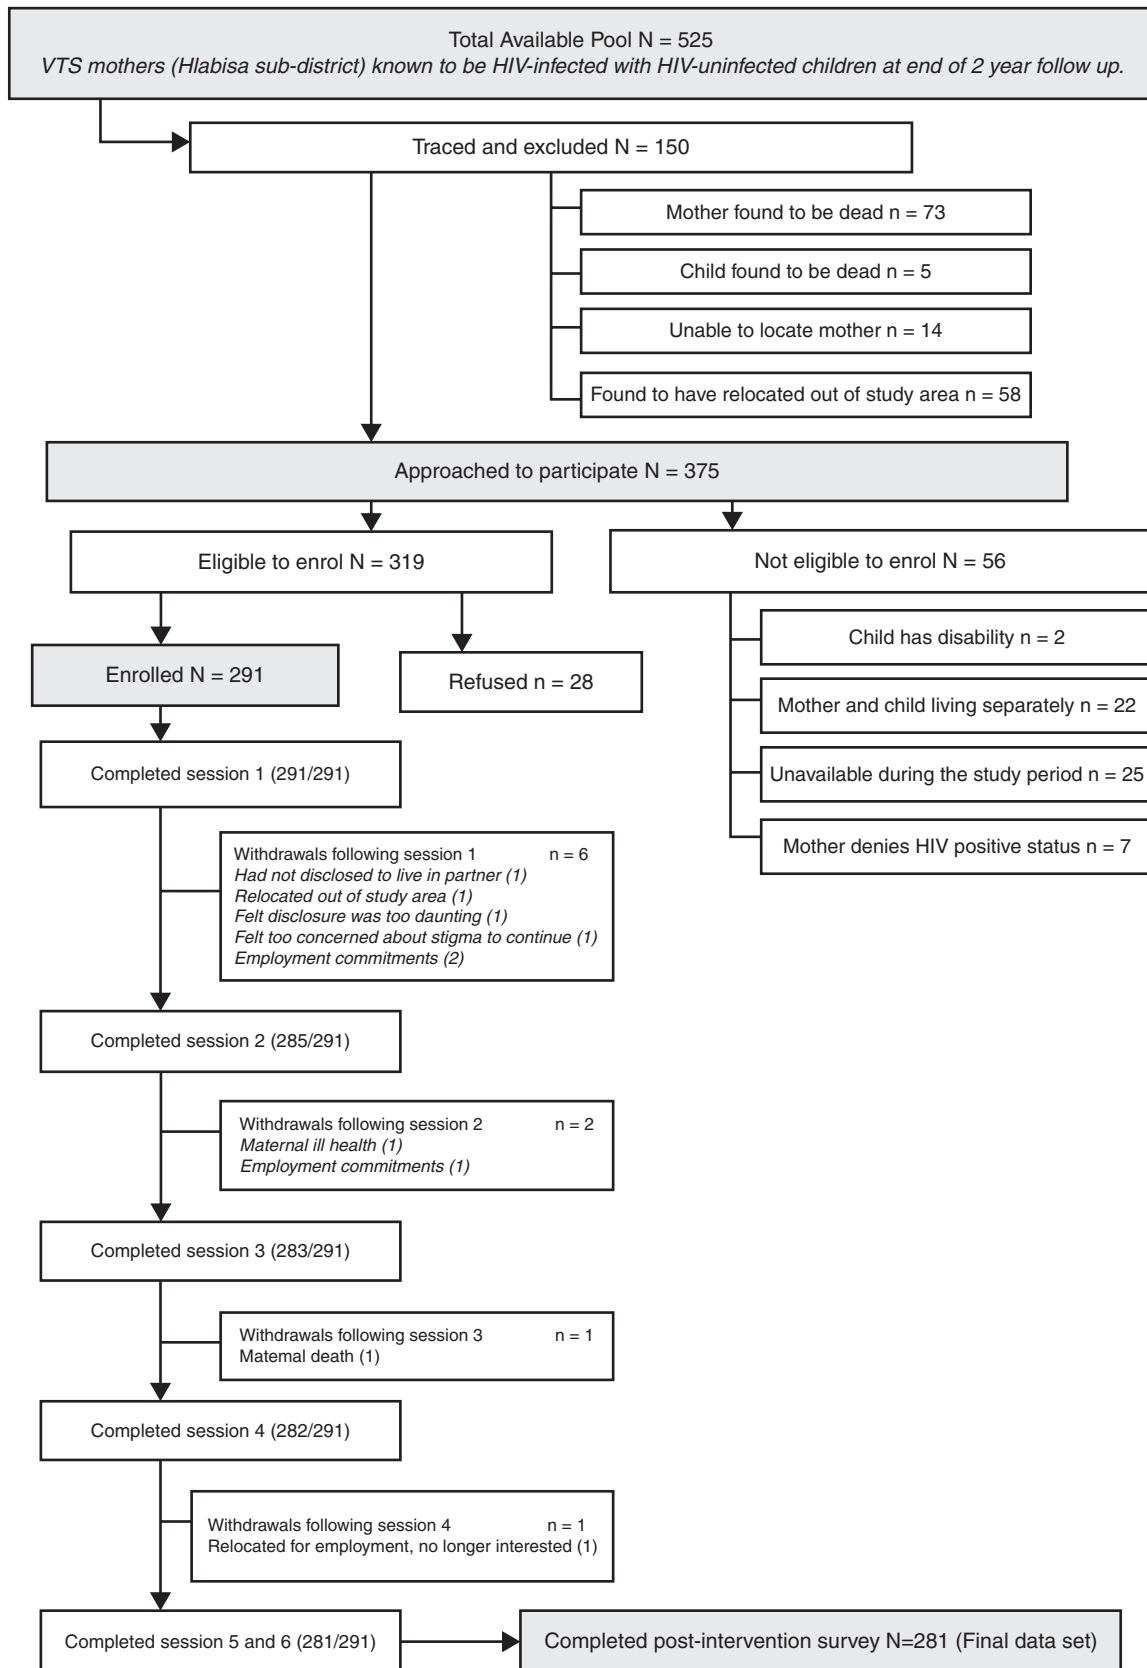 Total Available Pool N = 525
VTS mothers (Hlabisa sub-district) known to be HIV-infected with HIV-uninfected children at end of 2 year follow up.
Traced and excluded N = 150
Mother found to be dead n = 73
Child found to be dead n = 5
Unable to locate mother n = 14
Found to have relocated out of study area n = 58
Approached to participate N = 375
Eligible to enrol N = 319
Not eligible to enrol N = 56
Child has disability n = 2
Mother and child living separately n = 22
Unavailable during the study period n = 25
Mother denies HIV positive status n = 7
Enrolled N = 291
Refused n = 28
Completed session 1 (291/291)
Withdrawals following session 1 n = 6
Had not disclosed to live in partner (1)
Relocated out of study area (1)
Felt disclosure was too daunting (1)
Felt too concerned about stigma to continue (1)
Employment commitments (2)
Completed session 2 (285/291)
Withdrawals following session 2 n = 2
Maternal ill health (1)
Employment commitments (1)
Completed session 3 (283/291)
Withdrawals following session 3 n = 1
Matemal death (1)
Completed session 4 (282/291)
Withdrawals following session 4 n = 1
Relocated for employment, no longer interested (1)
Completed session 5 and 6 (281/291)
Completed post-intervention survey N=281 (Final data set)